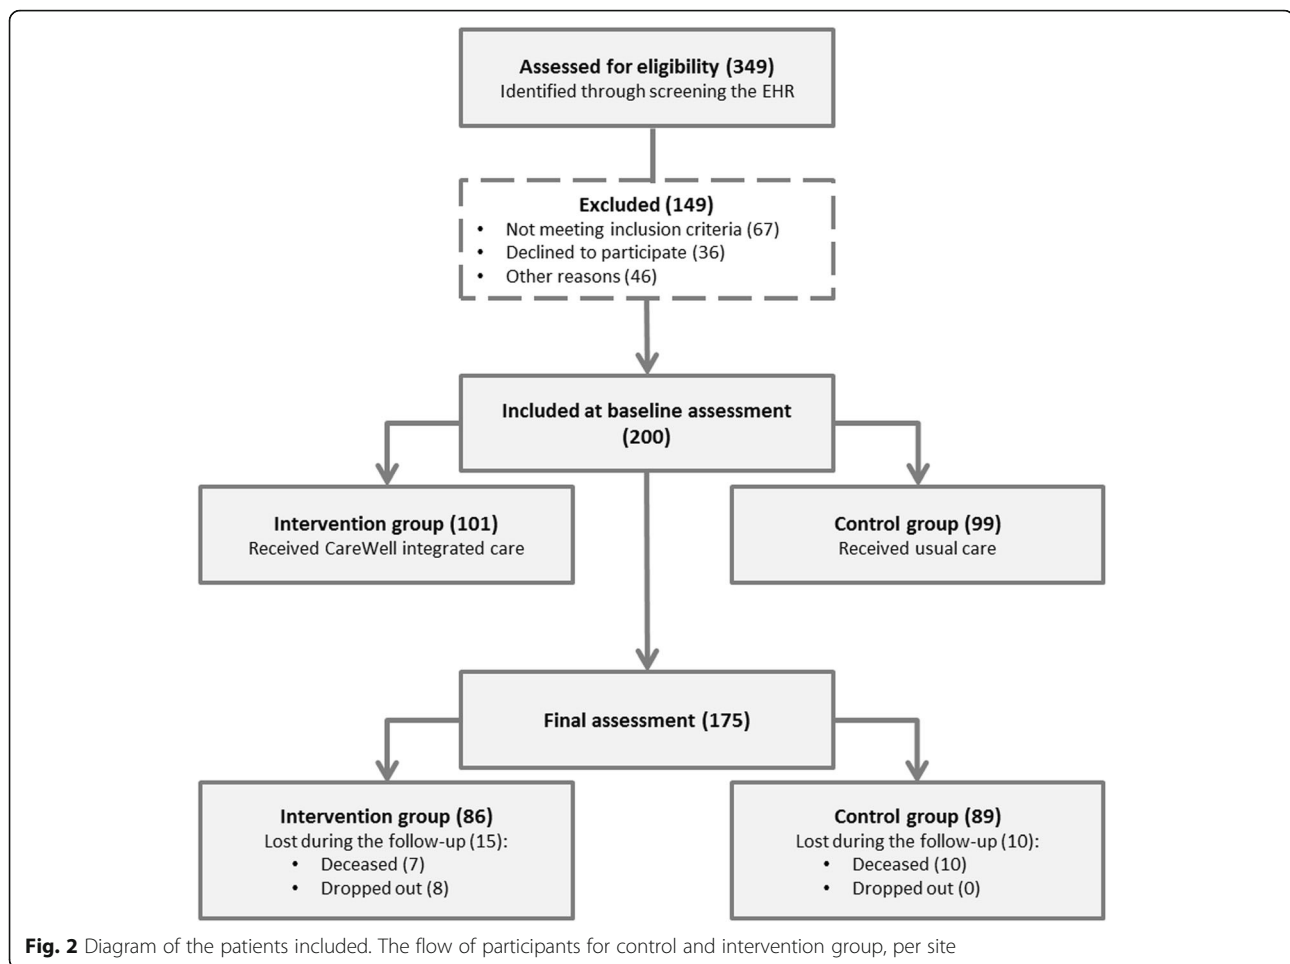 Assessed for eligibility (349)
Identified through screening the EHR
Excluded (149)
• Not meeting inclusion criteria (67)
• Declined to participate (36)
• Other reasons (46)
Included at baseline assessment
(200)
Intervention group (101)
Received CareWell integrated care
Control group (99)
Received usual care
Final assessment (175)
Intervention group (86)
Lost during the follow-up (15):
• Deceased (7)
• Dropped out (8)
Control group (89)
Lost during the follow-up (10):
• Deceased (10)
• Dropped out (0)
Fig. 2 Diagram of the patients included. The flow of participants for control and intervention group, per site